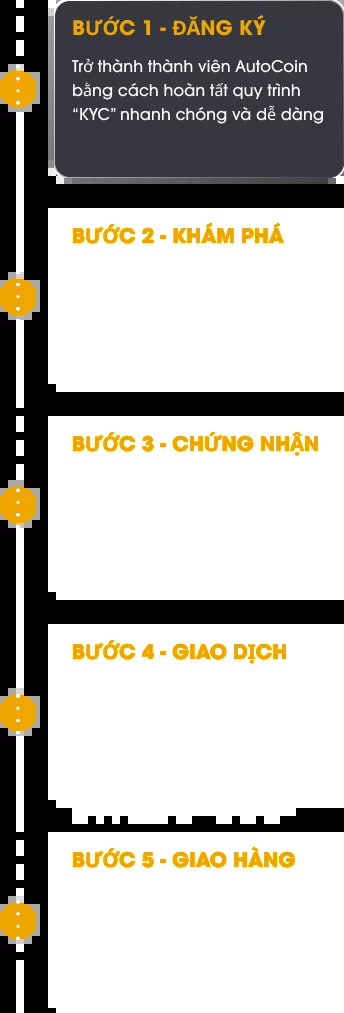 BƯỚC 1 - ĐĂNG KÝ
Trở thành thành viên AutoCoin
bằng cách hoàn tất quy trình
“KYC” nhanh chóng và dễ dàng
BƯỚC 2 - KHÁM PHÁ
BƯỚC 3 - CHỨNG NHẬN
BƯỚC 4 - GIAO DỊCH
BƯỚC 5 - GIAO HÀNG